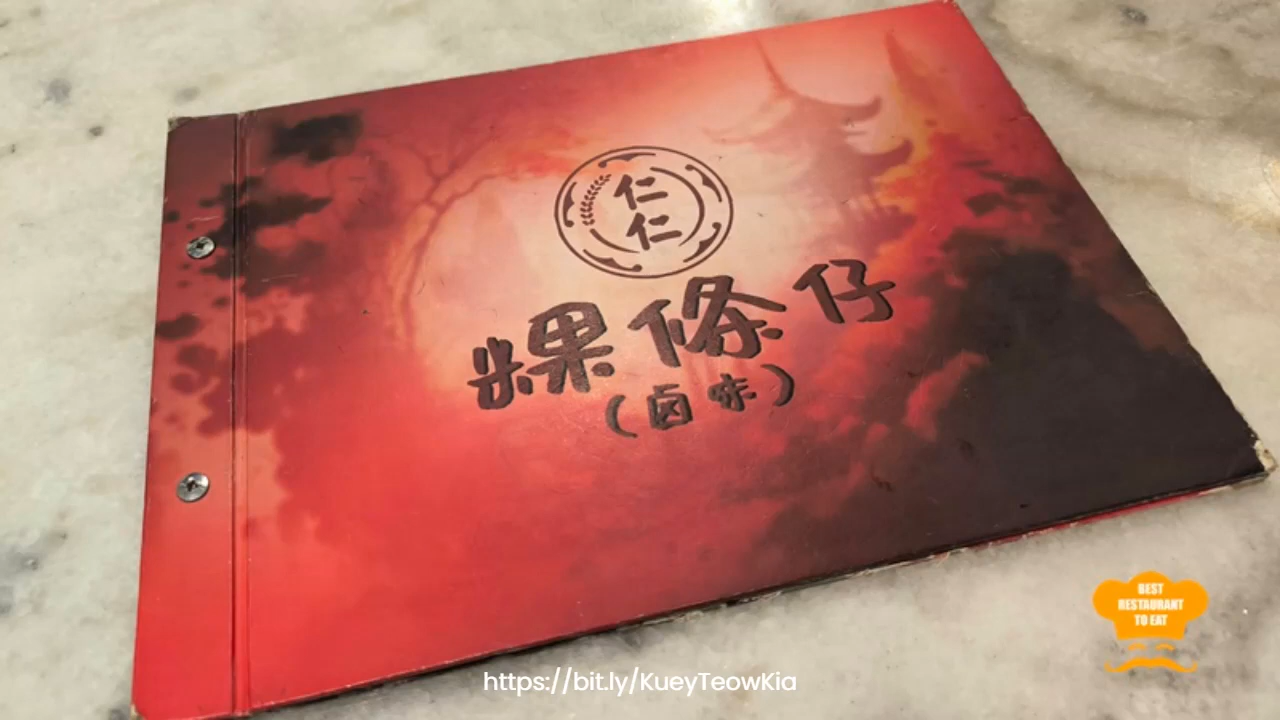 仁
仁
粿條仔
(卤味)
BEST
RESTAURANT
TO EAT
https://bit.ly/KueyTeowKia